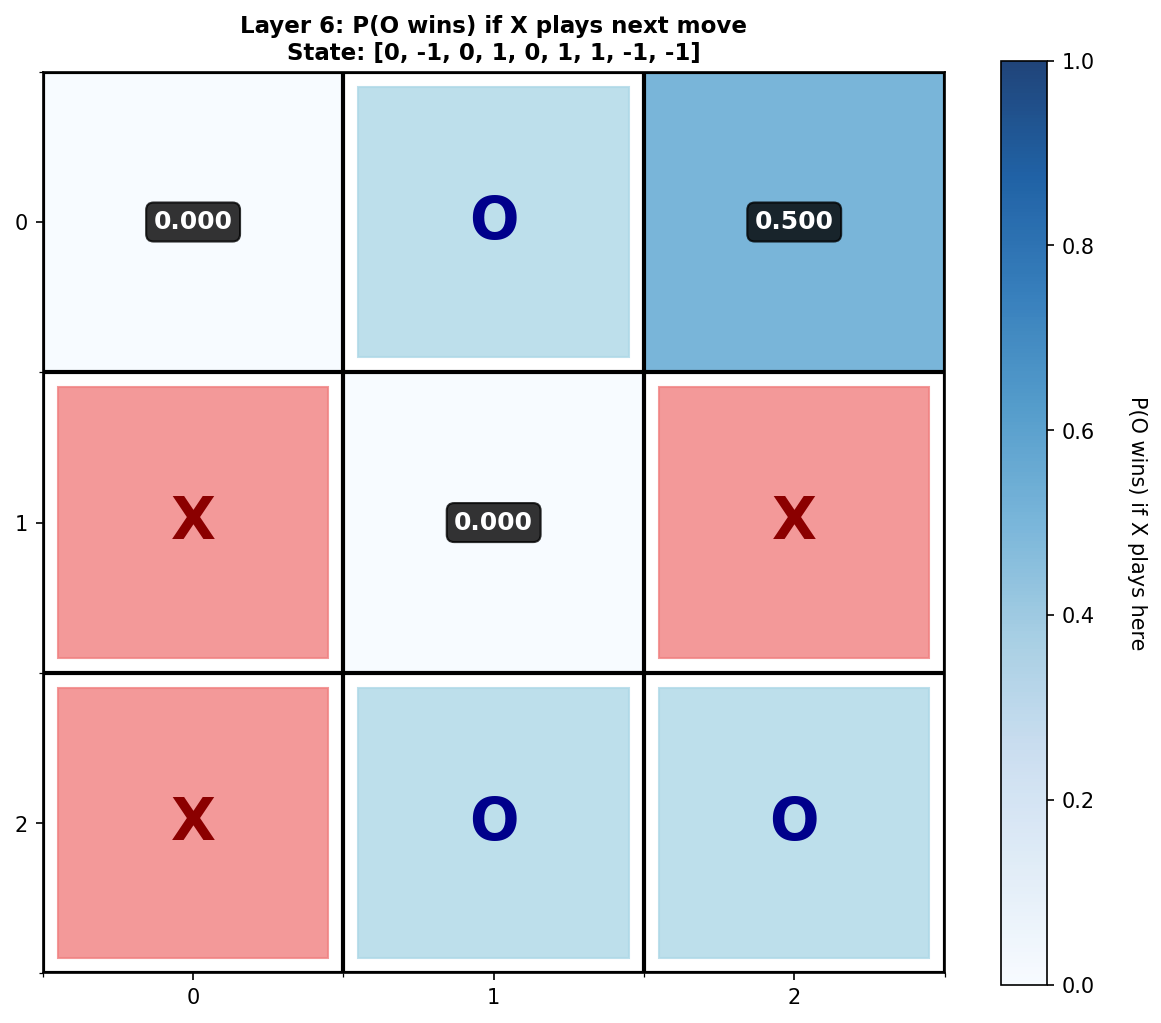 Layer 6: P(O wins) if X plays next move
State: [0, -1, 0, 1, 0, 1, 1, -1, -1]
0.000
O
0.500
X
0.000
X
X
O
O
0
1
2
0
1
2
1.0
0.8
0.6
0.4
0.2
0.0
P(O wins) if X plays here